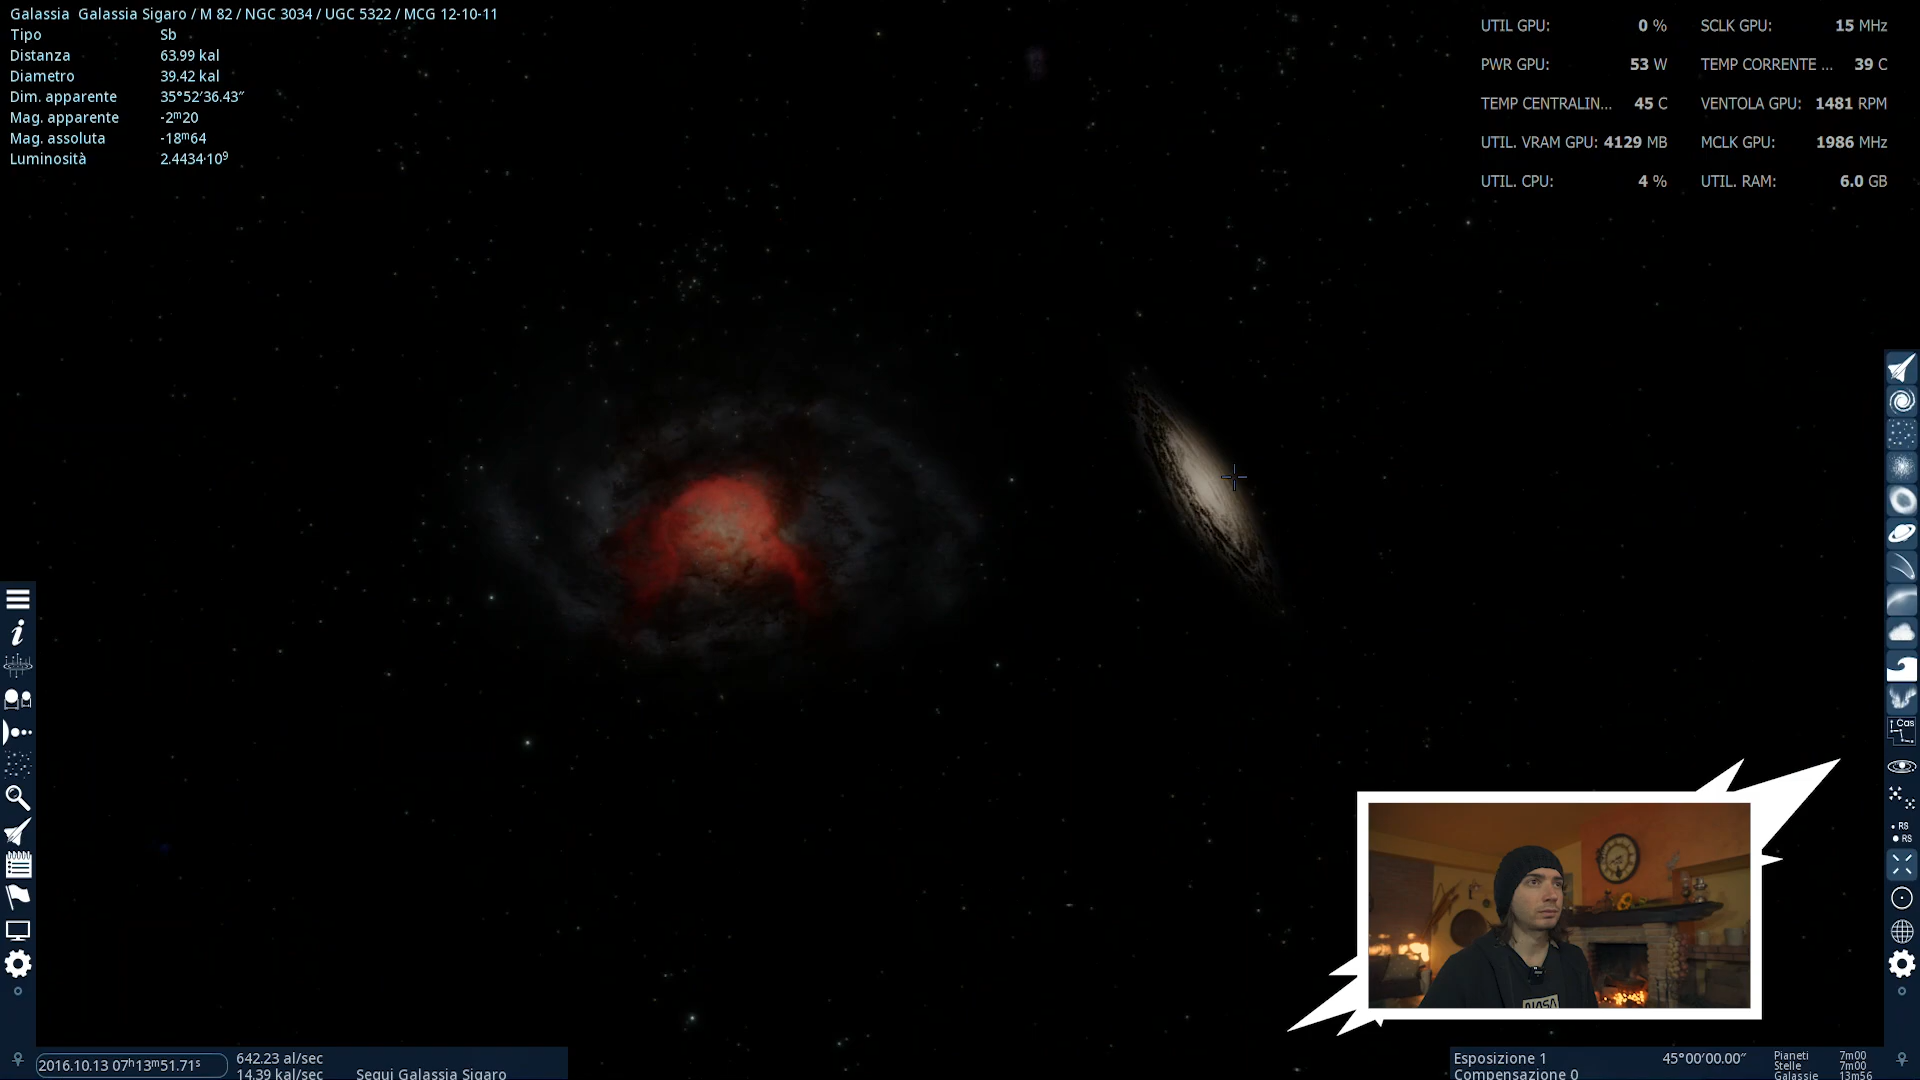 Galassia Galassia Sigaro / M 82 / NGC 3034 / UGC 5322 / MCG 12-10-11
Tipo Sb
Distanza 63.99 kal
Diametro 39.42 kal
Dim. apparente 35°52′36.43″
Mag. apparente -2ᵐ20
Mag. assoluta -18ᵐ64
Luminosità 2.4434·10⁹
UTIL GPU: 0 % SCLK GPU: 15 MHz
PWR GPU: 53 W TEMP CORRENTE ... 39 C
TEMP CENTRALIN... 45 C VENTOLA GPU: 1481 RPM
UTIL. VRAM GPU: 4129 MB MCLK GPU: 1986 MHz
UTIL. CPU: 4 % UTIL. RAM: 6.0 GB
Cas
RS
RS
NASA
2016.10.13 07ʰ13ᵐ51.71ˢ
642.23 al/sec
14.39 kal/sec Segui Galassia Sigaro
Esposizione 1 45°00′00.00″
Compensazione 0
Pianeti 7m00
Stelle 7m00
Galassie 13m56